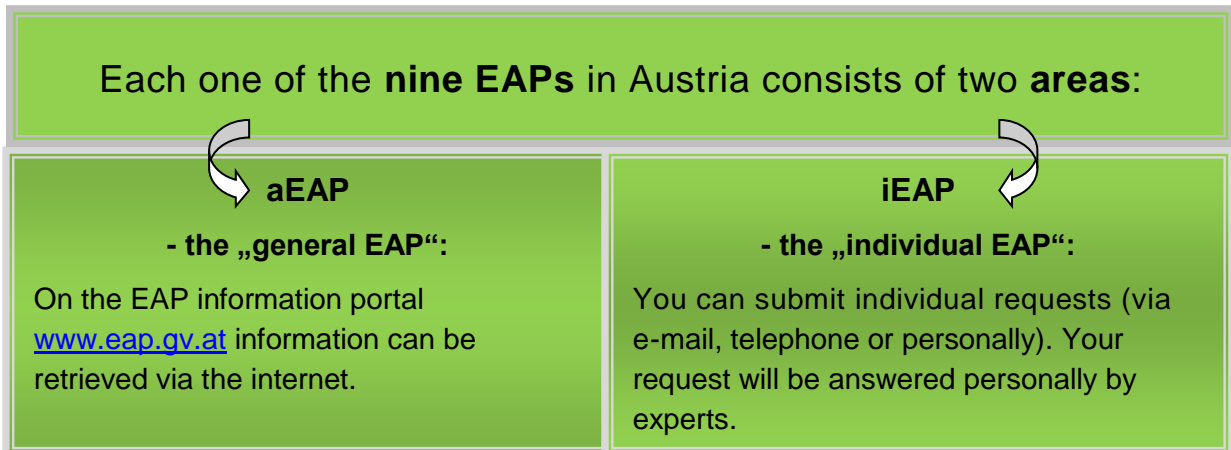 Each one of the nine EAPs in Austria consists of two areas:
aEAP
- the „general EAP“:
On the EAP information portal
www.eap.gv.at information can be
retrieved via the internet.
iEAP
- the „individual EAP“:
You can submit individual requests (via
e-mail, telephone or personally). Your
request will be answered personally by
experts.